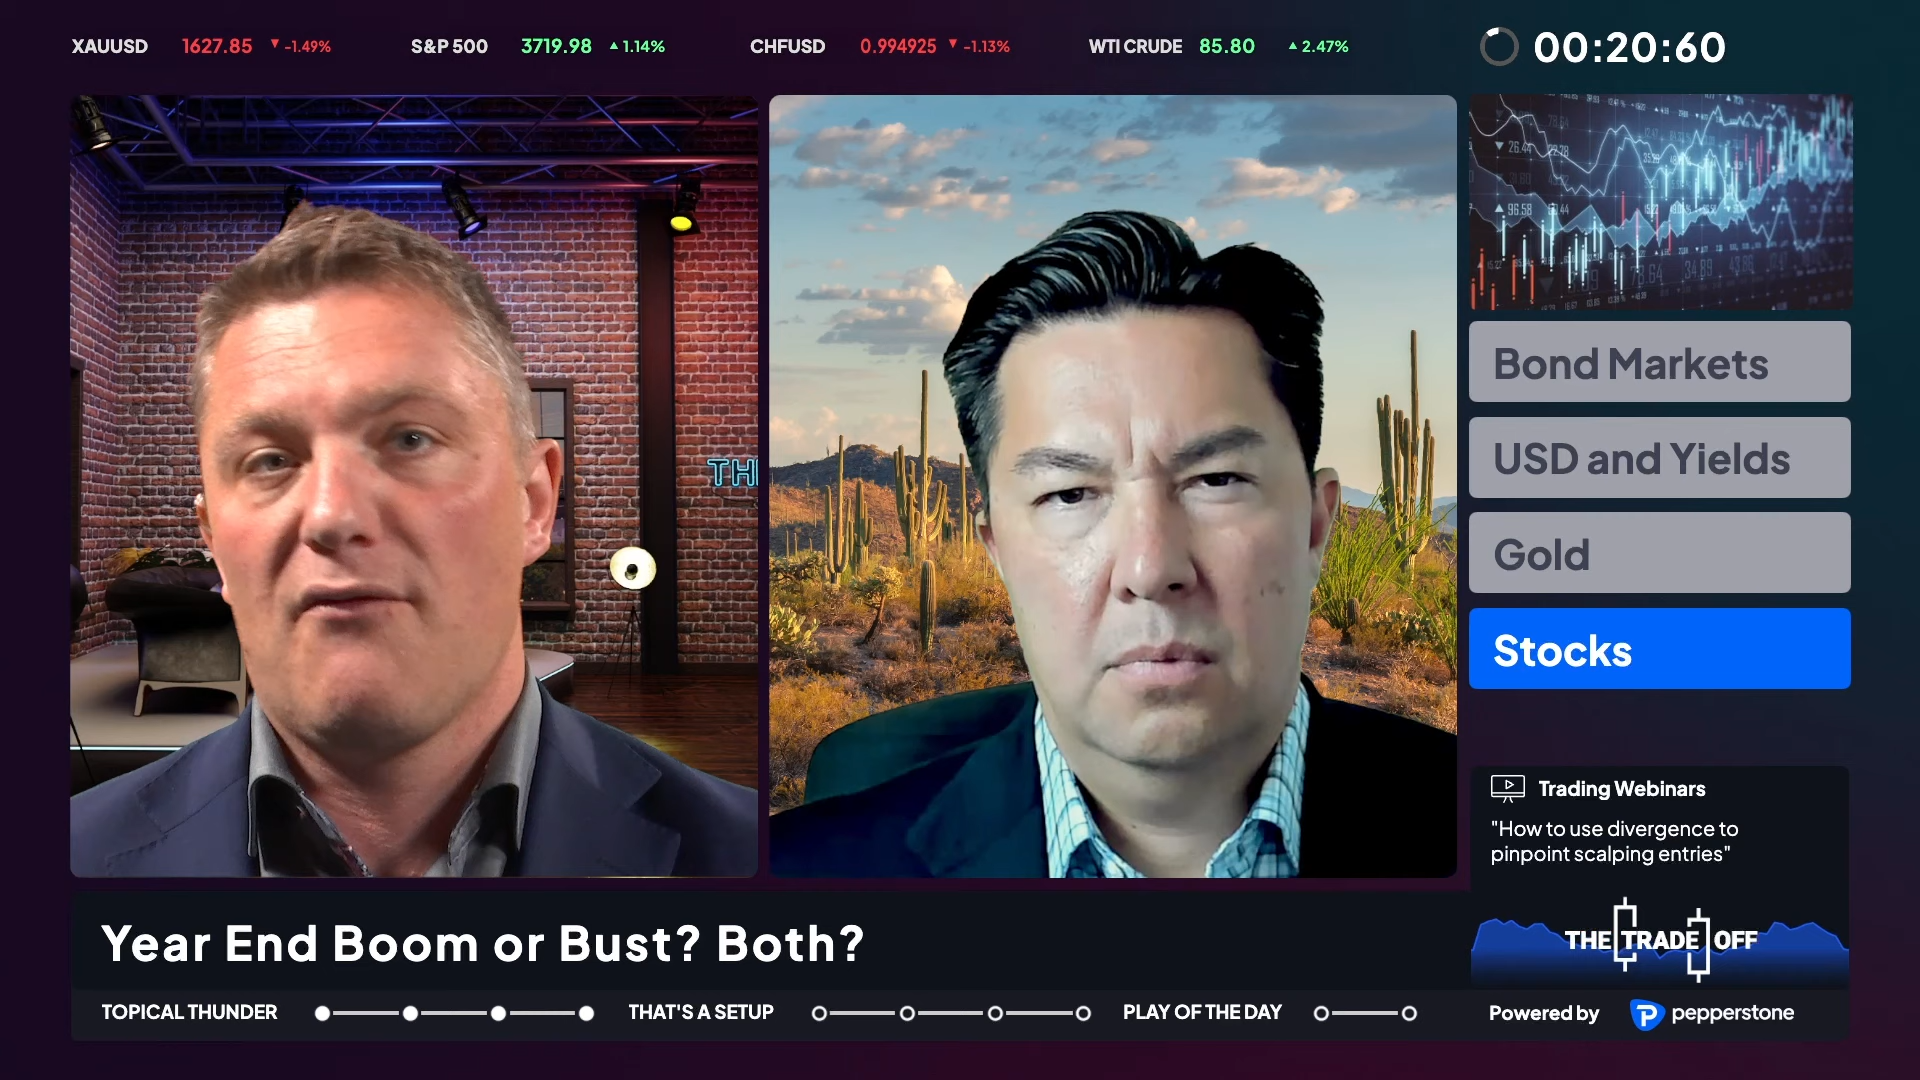 XAUUSD 1627.85 ▼ -1.49% S&P 500 3719.98 ▲ 1.14% CHFUSD 0.994925 ▼ -1.13% WTI CRUDE 85.80 ▲ 2.47% 00:20:60
Bond Markets
USD and Yields
Gold
Stocks
Trading Webinars
"How to use divergence to
pinpoint scalping entries"
THE TRADE OFF
Year End Boom or Bust? Both?
TOPICAL THUNDER THAT'S A SETUP PLAY OF THE DAY Powered by pepperstone